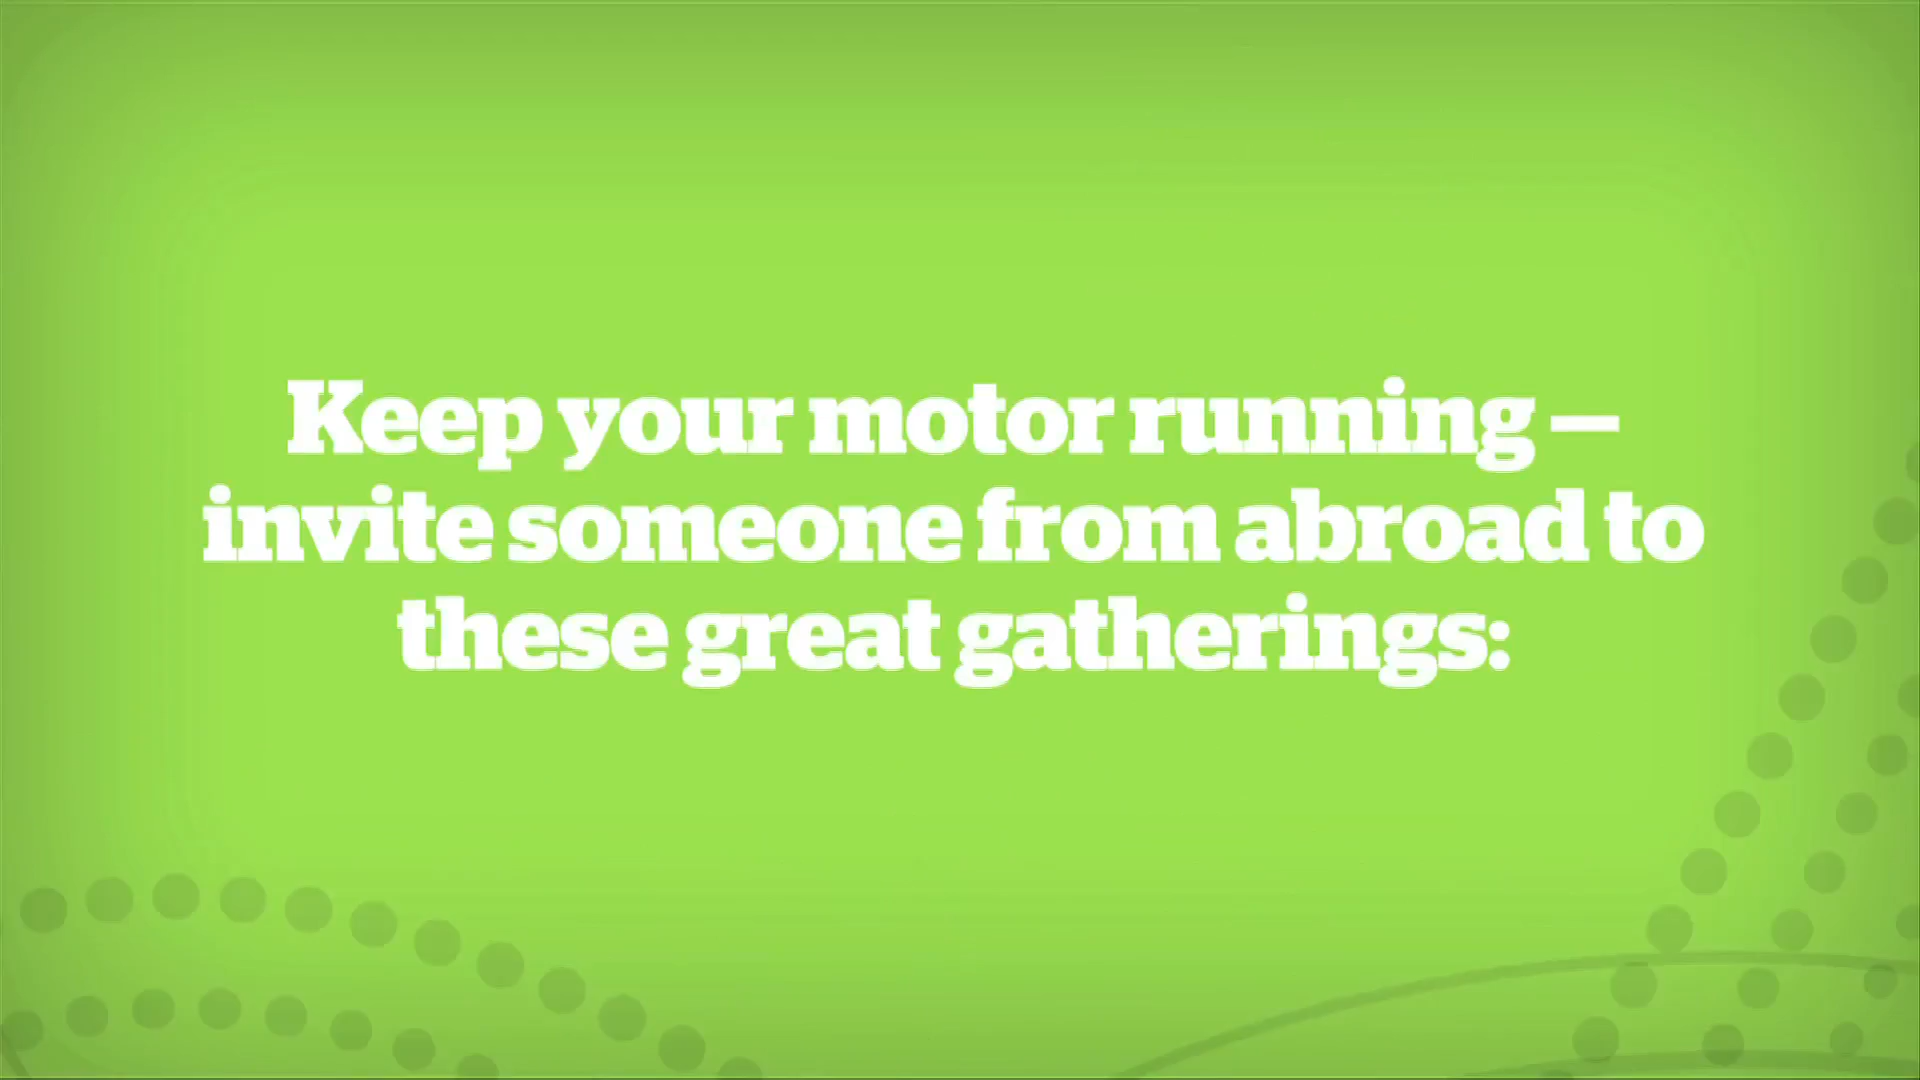 Keep your motor running —
invite someone from abroad to
these great gatherings: